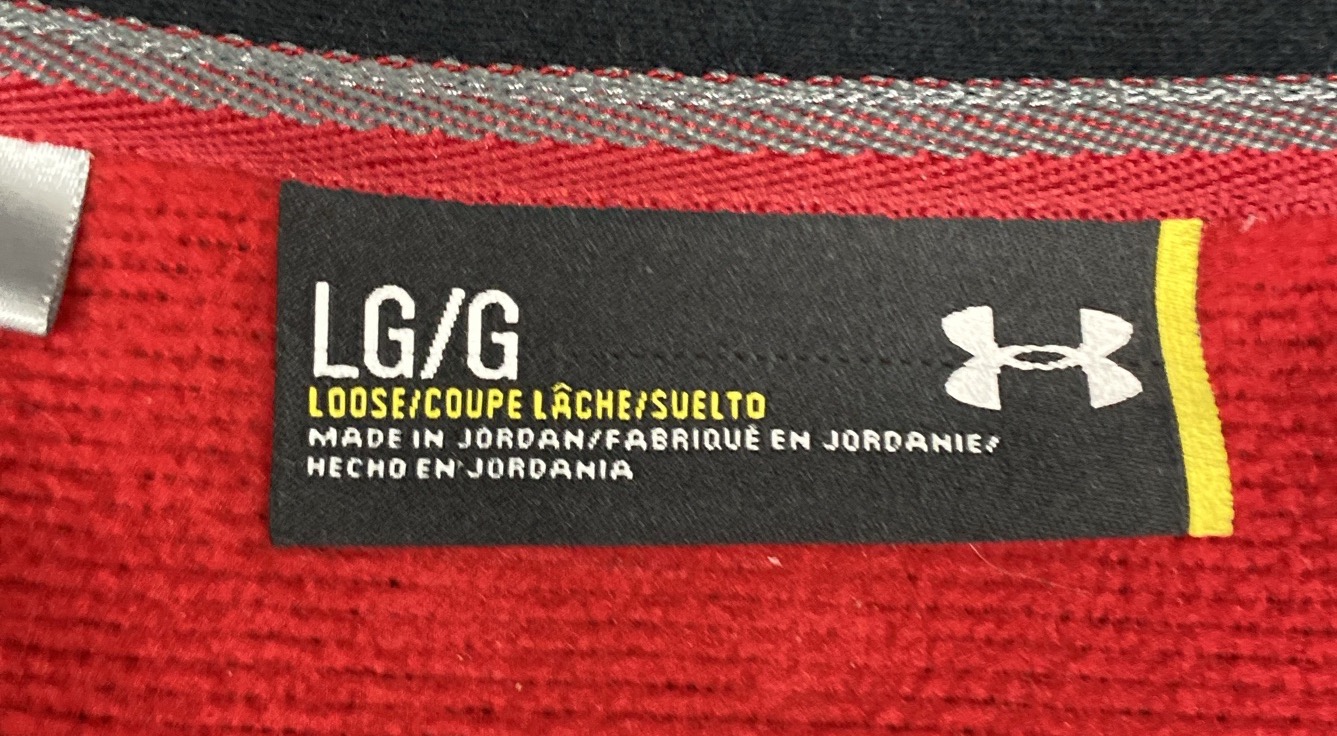 LG/G
LOOSE/COUPE LÂCHE/SUELTO
MADE IN JORDAN/FABRIQUÉ EN JORDANIE/
HECHO EN JORDANIA